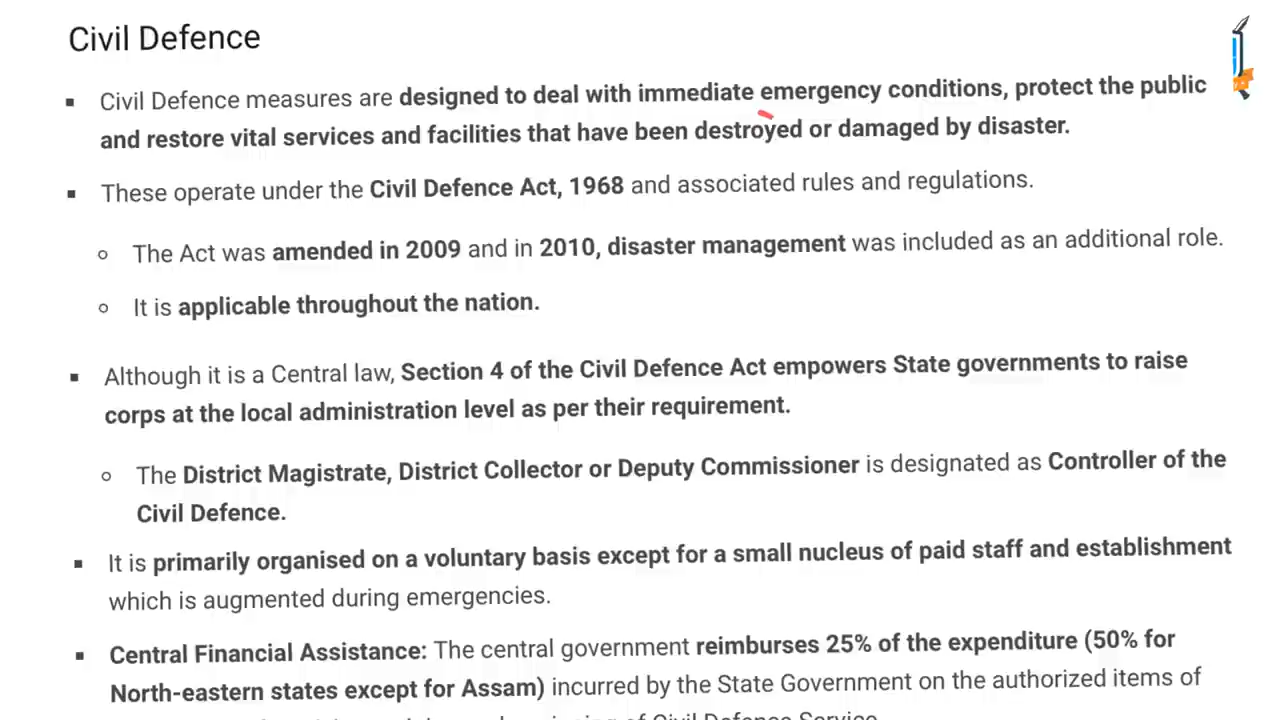 Civil Defence
▪ Civil Defence measures are designed to deal with immediate emergency conditions, protect the public
and restore vital services and facilities that have been destroyed or damaged by disaster.
▪ These operate under the Civil Defence Act, 1968 and associated rules and regulations.
○ The Act was amended in 2009 and in 2010, disaster management was included as an additional role.
○ It is applicable throughout the nation.
▪ Although it is a Central law, Section 4 of the Civil Defence Act empowers State governments to raise
corps at the local administration level as per their requirement.
○ The District Magistrate, District Collector or Deputy Commissioner is designated as Controller of the
Civil Defence.
▪ It is primarily organised on a voluntary basis except for a small nucleus of paid staff and establishment
which is augmented during emergencies.
▪ Central Financial Assistance: The central government reimburses 25% of the expenditure (50% for
North-eastern states except for Assam) incurred by the State Government on the authorized items of
of Civil Defence Service